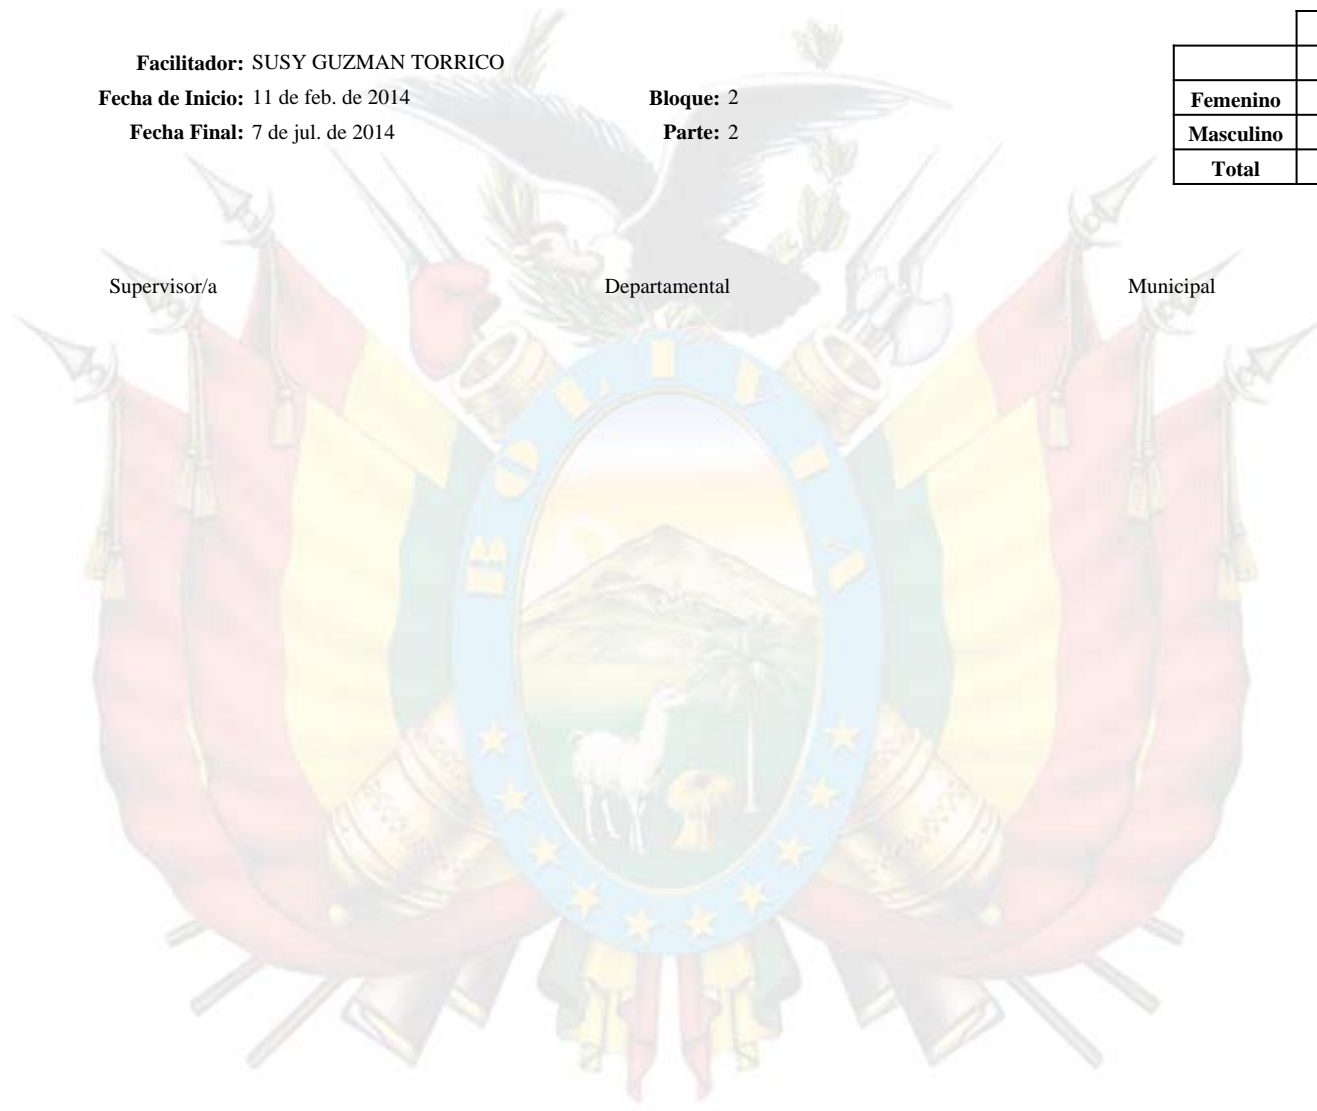 Facilitador: SUSY GUZMAN TORRICO
Fecha de Inicio: 11 de feb. de 2014 Bloque: 2
Fecha Final: 7 de jul. de 2014 Parte: 2
Femenino
Masculino
Total
Supervisor/a Departamental Municipal
BOLIVIA